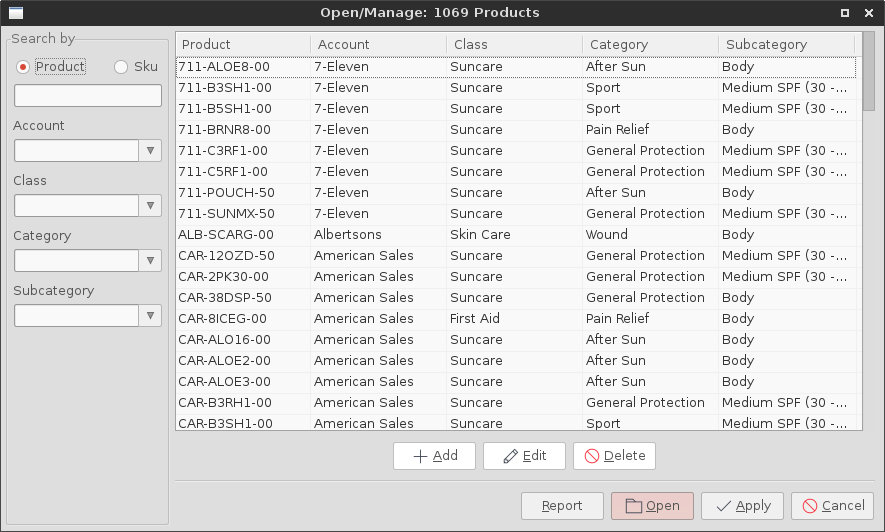 Open/Manage: 1069 Products
Search by
Product Sku
Account
Class
Category
Subcategory
Product Account Class Category Subcategory
711-ALOE8-00 7-Eleven Suncare After Sun Body
711-B3SH1-00 7-Eleven Suncare Sport Medium SPF (30 -...
711-B5SH1-00 7-Eleven Suncare Sport Medium SPF (30 -...
711-BRNR8-00 7-Eleven Suncare Pain Relief Body
711-C3RF1-00 7-Eleven Suncare General Protection Medium SPF (30 -...
711-C5RF1-00 7-Eleven Suncare General Protection Medium SPF (30 -...
711-POUCH-50 7-Eleven Suncare After Sun Body
711-SUNMX-50 7-Eleven Suncare General Protection Medium SPF (30 -...
ALB-SCARG-00 Albertsons Skin Care Wound Body
CAR-12OZD-50 American Sales Suncare General Protection Medium SPF (30 -...
CAR-2PK30-00 American Sales Suncare General Protection Medium SPF (30 -...
CAR-38DSP-50 American Sales Suncare General Protection Body
CAR-8ICEG-00 American Sales First Aid Pain Relief Body
CAR-ALO16-00 American Sales Suncare After Sun Body
CAR-ALOE2-00 American Sales Suncare After Sun Body
CAR-ALOE3-00 American Sales Suncare After Sun Body
CAR-B3RH1-00 American Sales Suncare General Protection Medium SPF (30 -...
CAR-B3SH1-00 American Sales Suncare Sport Medium SPF (30 -...
Add Edit Delete
Report Open Apply Cancel